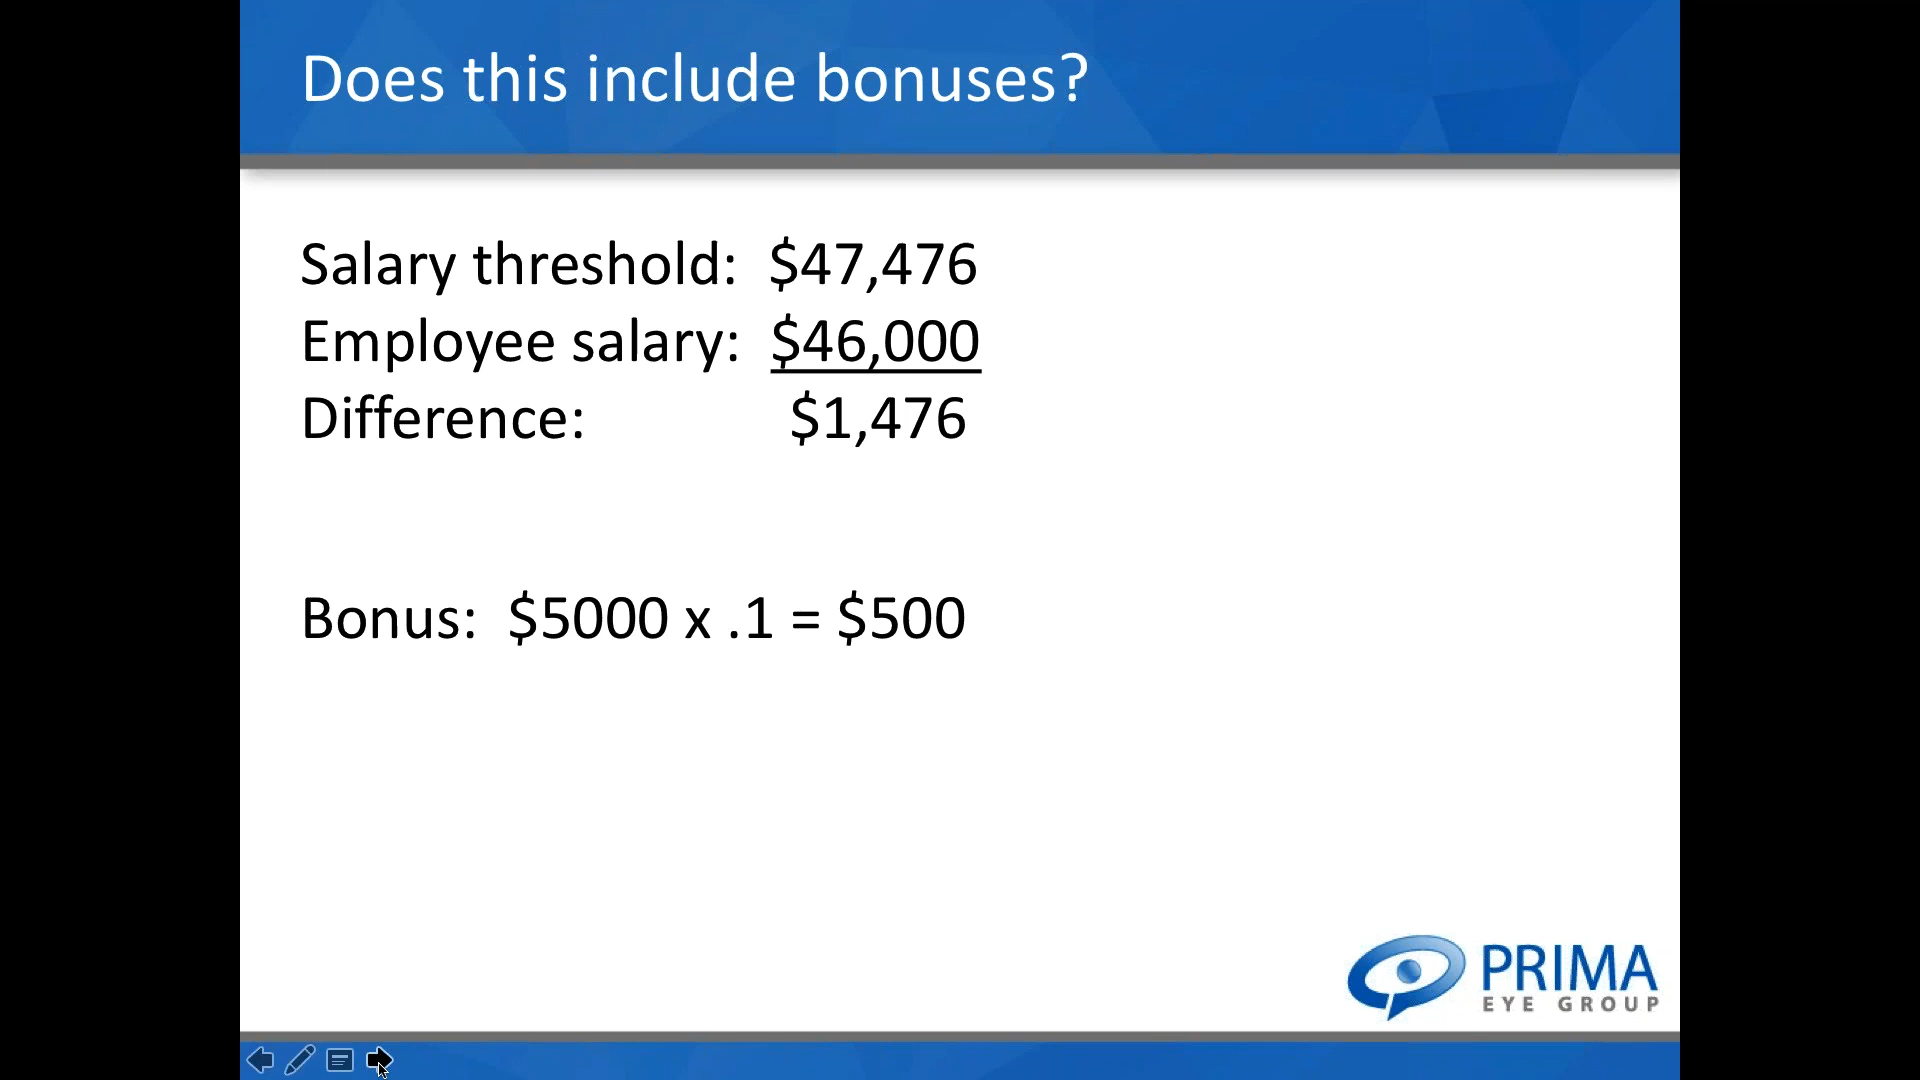 Does this include bonuses?
Salary threshold: $47,476
Employee salary: $46,000
Difference: $1,476
Bonus: $5000 x .1 = $500
PRIMA
EYE GROUP